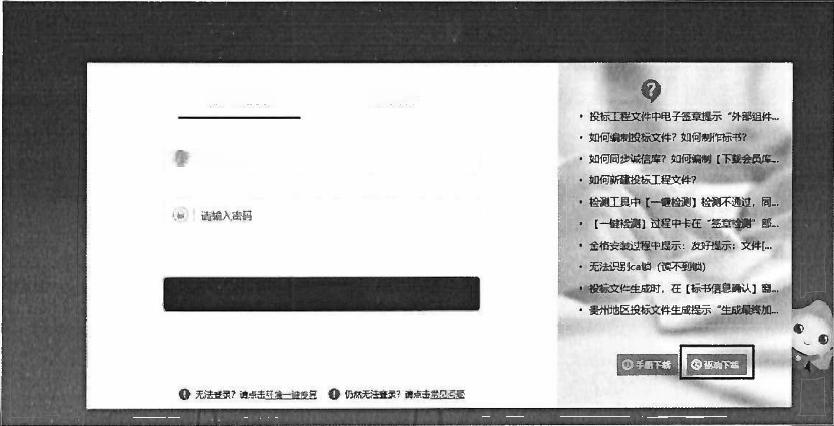 请输入密码
无法登录？请点击环境一键修复 仍然无法登录？请点击常见问题
?
• 投标工程文件中电子签章提示“外部组件...
• 如何编制投标文件？如何制作标书？
• 如何同步诚信库？如何编制【下载会员库...
• 如何新建投标工程文件？
• 检测工具中【一键检测】检测不通过，同...
• 【一键检测】过程中卡在“签章检测”部...
• 金格安装过程中提示：友好提示：文件[...
• 无法识别ca锁（读不到锁）
• 投标文件生成时，在【标书信息确认】窗...
• 贵州地区投标文件生成提示“生成最终加...
手册下载 驱动下载